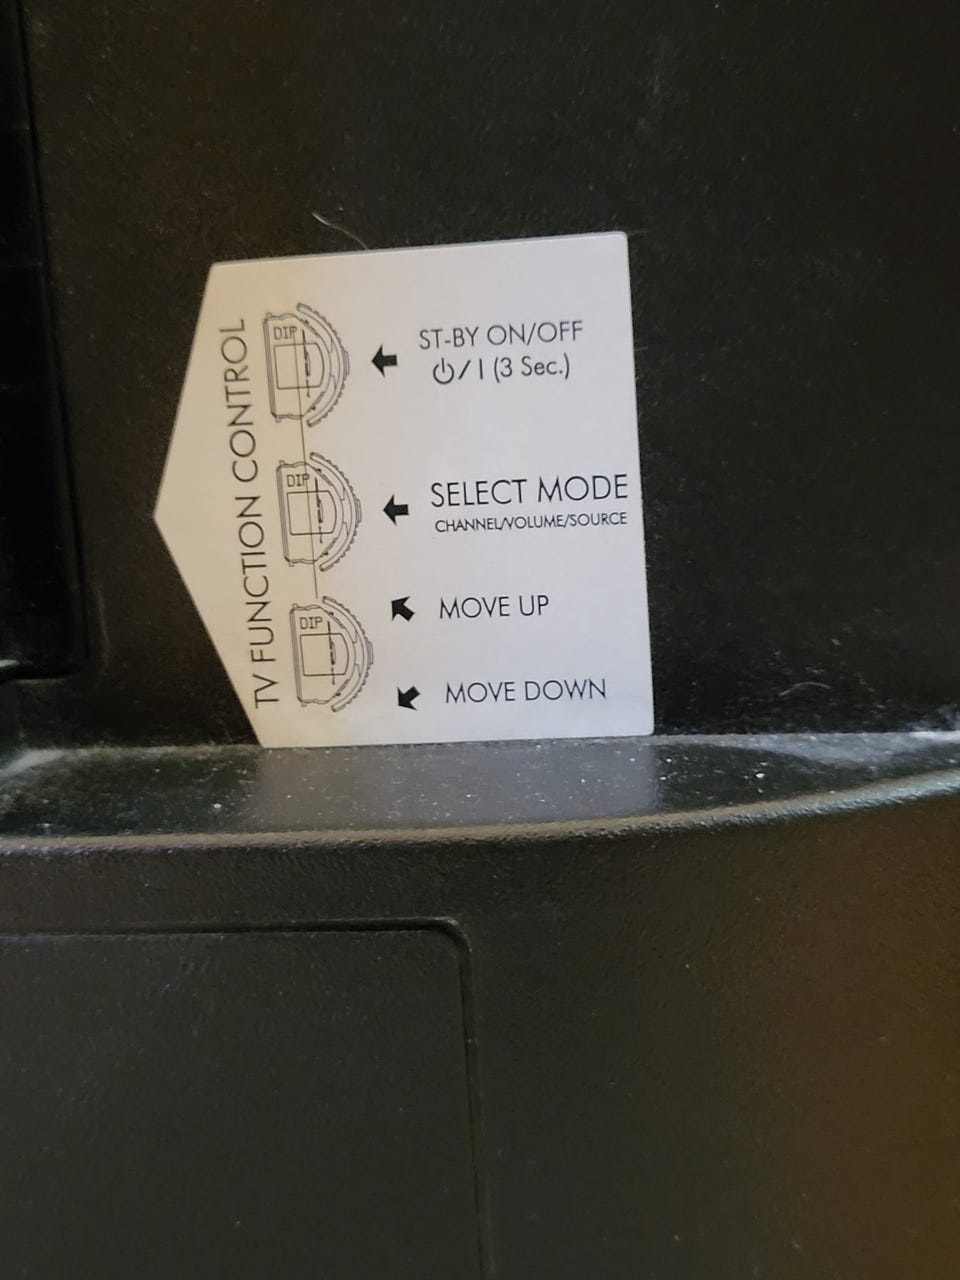 TV FUNCTION CONTROL
DIP
ST-BY ON/OFF
⏻/I (3 Sec.)
DIP
SELECT MODE
CHANNEL/VOLUME/SOURCE
DIP
MOVE UP
MOVE DOWN